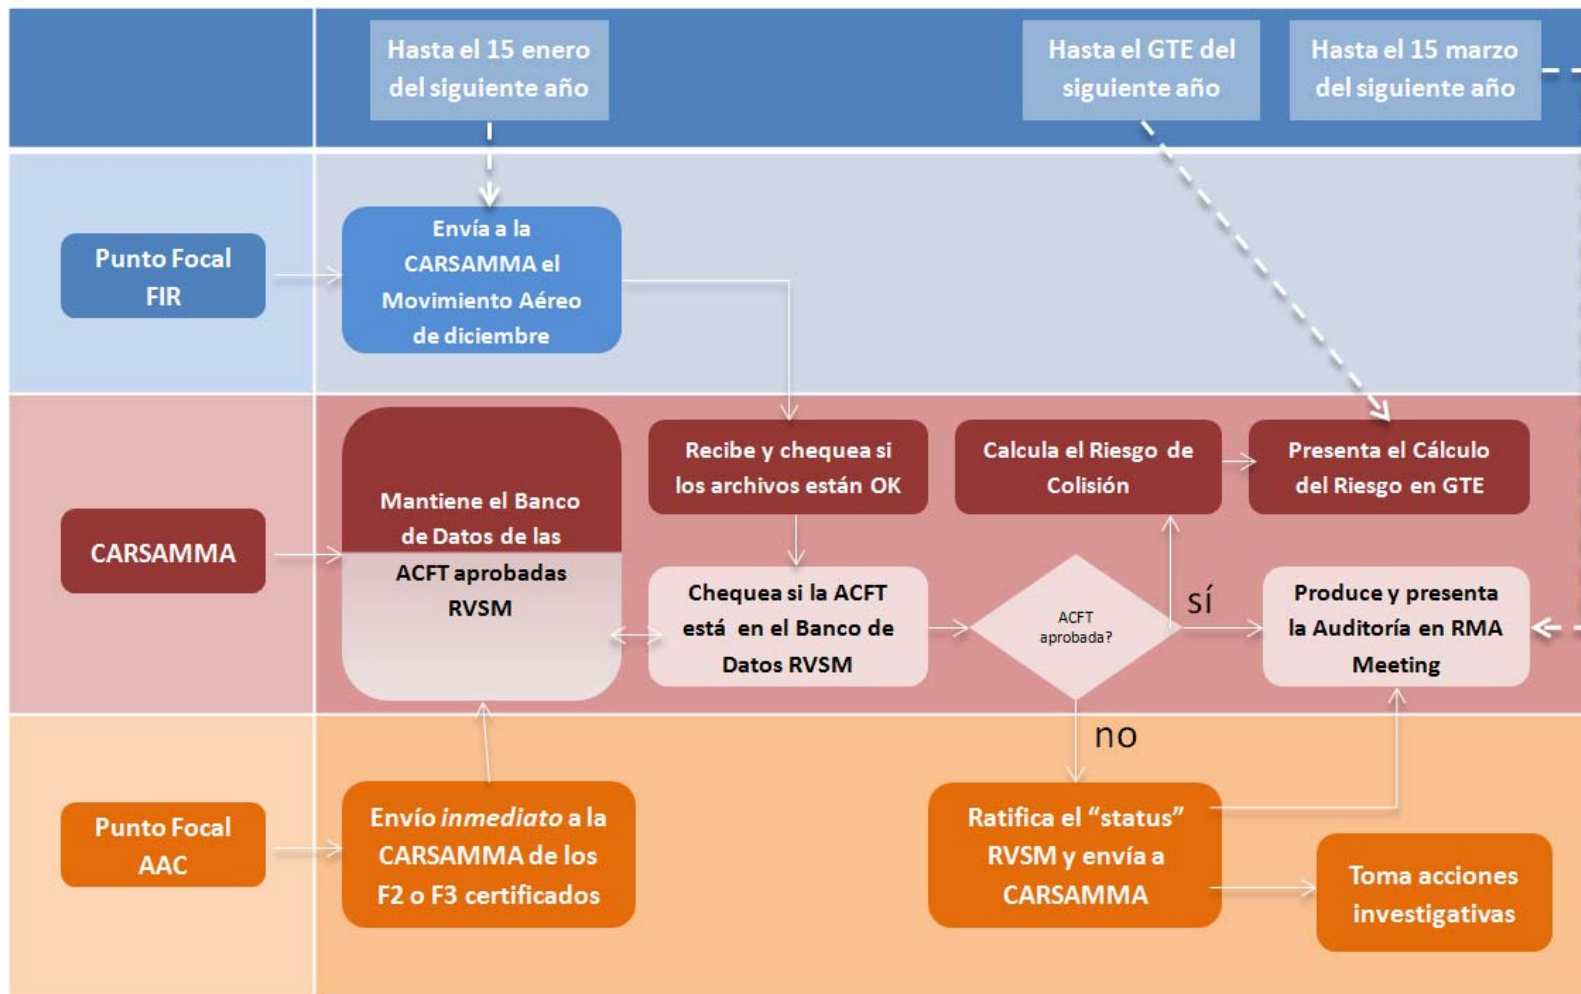 Hasta el 15 enero
del siguiente año
Hasta el GTE del
siguiente año
Hasta el 15 marzo
del siguiente año
Punto Focal
FIR
Envía a la
CARSAMMA el
Movimiento Aéreo
de diciembre
CARSAMMA
Mantiene el Banco
de Datos de las
ACFT aprobadas
RVSM
Recibe y chequea si
los archivos están OK
Calcula el Riesgo de
Colisión
Presenta el Cálculo
del Riesgo en GTE
Chequea si la ACFT
está en el Banco de
Datos RVSM
ACFT
aprobada?
sí
Produce y presenta
la Auditoría en RMA
Meeting
no
Punto Focal
AAC
Envío inmediato a la
CARSAMMA de los
F2 o F3 certificados
Ratifica el “status”
RVSM y envía a
CARSAMMA
Toma acciones
investigativas